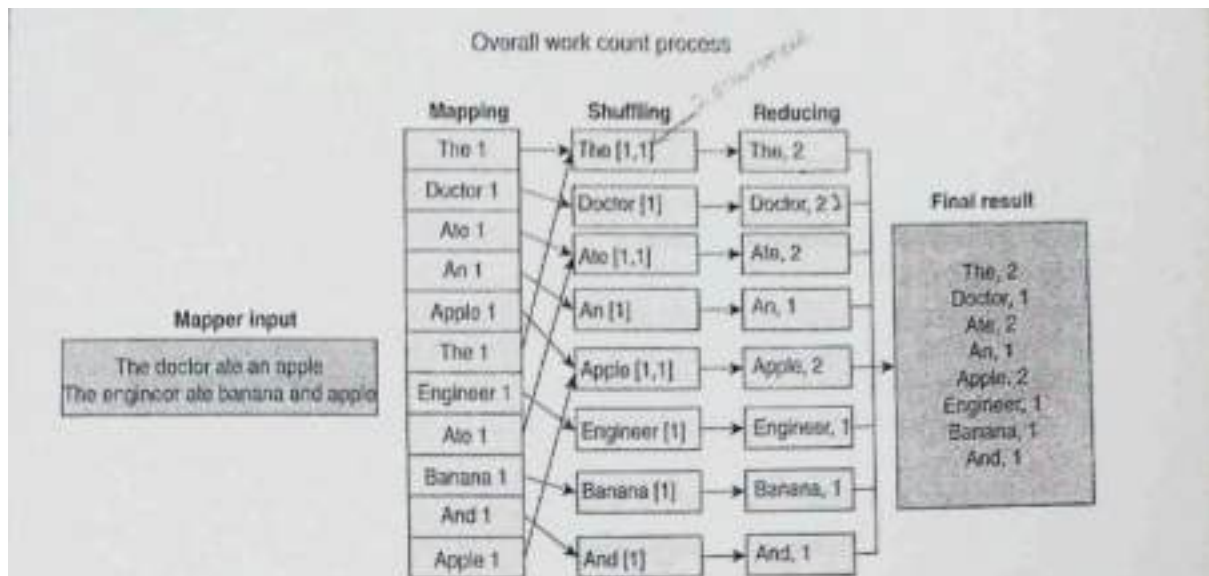 Overall work count process
Mapping
The 1
Doctor 1
Ate 1
An 1
Apple 1
The 1
Engineer 1
Ate 1
Banana 1
And 1
Apple 1
Shuffling
The [1,1]
Doctor [1]
Ate [1,1]
An [1]
Apple [1,1]
Engineer [1]
Banana [1]
And [1]
Reducing
The, 2
Doctor, 2
Ate, 2
An, 1
Apple, 2
Engineer, 1
Banana, 1
And, 1
Mapper input
The doctor ate an apple
The engineer ate banana and apple
Final result
The, 2
Doctor, 1
Ate, 2
An, 1
Apple, 2
Engineer, 1
Banana, 1
And, 1